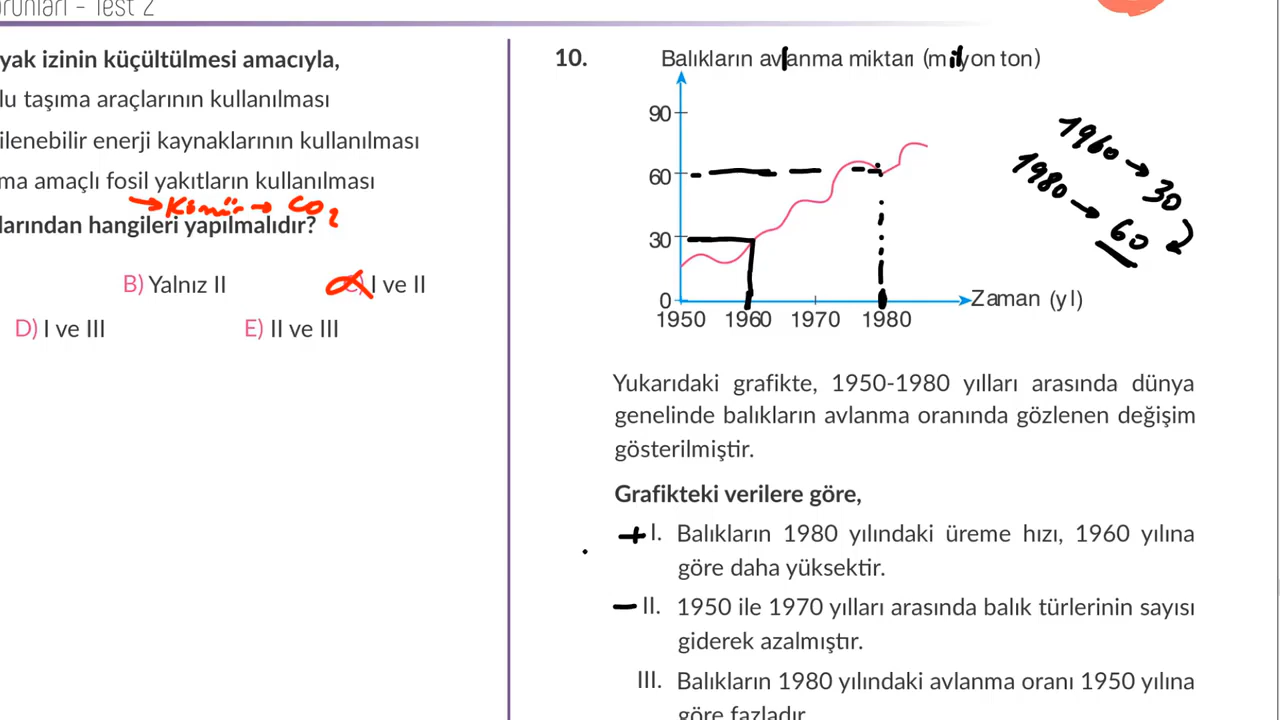 orunları - Test 2
yak izinin küçültülmesi amacıyla,
lu taşıma araçlarının kullanılması
ilenebilir enerji kaynaklarının kullanılması
ma amaçlı fosil yakıtların kullanılması
→ Kömür → CO2
larından hangileri yapılmalıdır?
B) Yalnız II
C) I ve II
D) I ve III
E) II ve III
10.
Balıkların avlanma miktarı (milyon ton)
90
60
30
0
1950 1960 1970 1980
Zaman (yıl)
1960 → 30
1980 → 60
Yukarıdaki grafikte, 1950-1980 yılları arasında dünya
genelinde balıkların avlanma oranında gözlenen değişim
gösterilmiştir.
Grafikteki verilere göre,
+ I. Balıkların 1980 yılındaki üreme hızı, 1960 yılına
göre daha yüksektir.
- II. 1950 ile 1970 yılları arasında balık türlerinin sayısı
giderek azalmıştır.
III. Balıkların 1980 yılındaki avlanma oranı 1950 yılına
göre fazladır